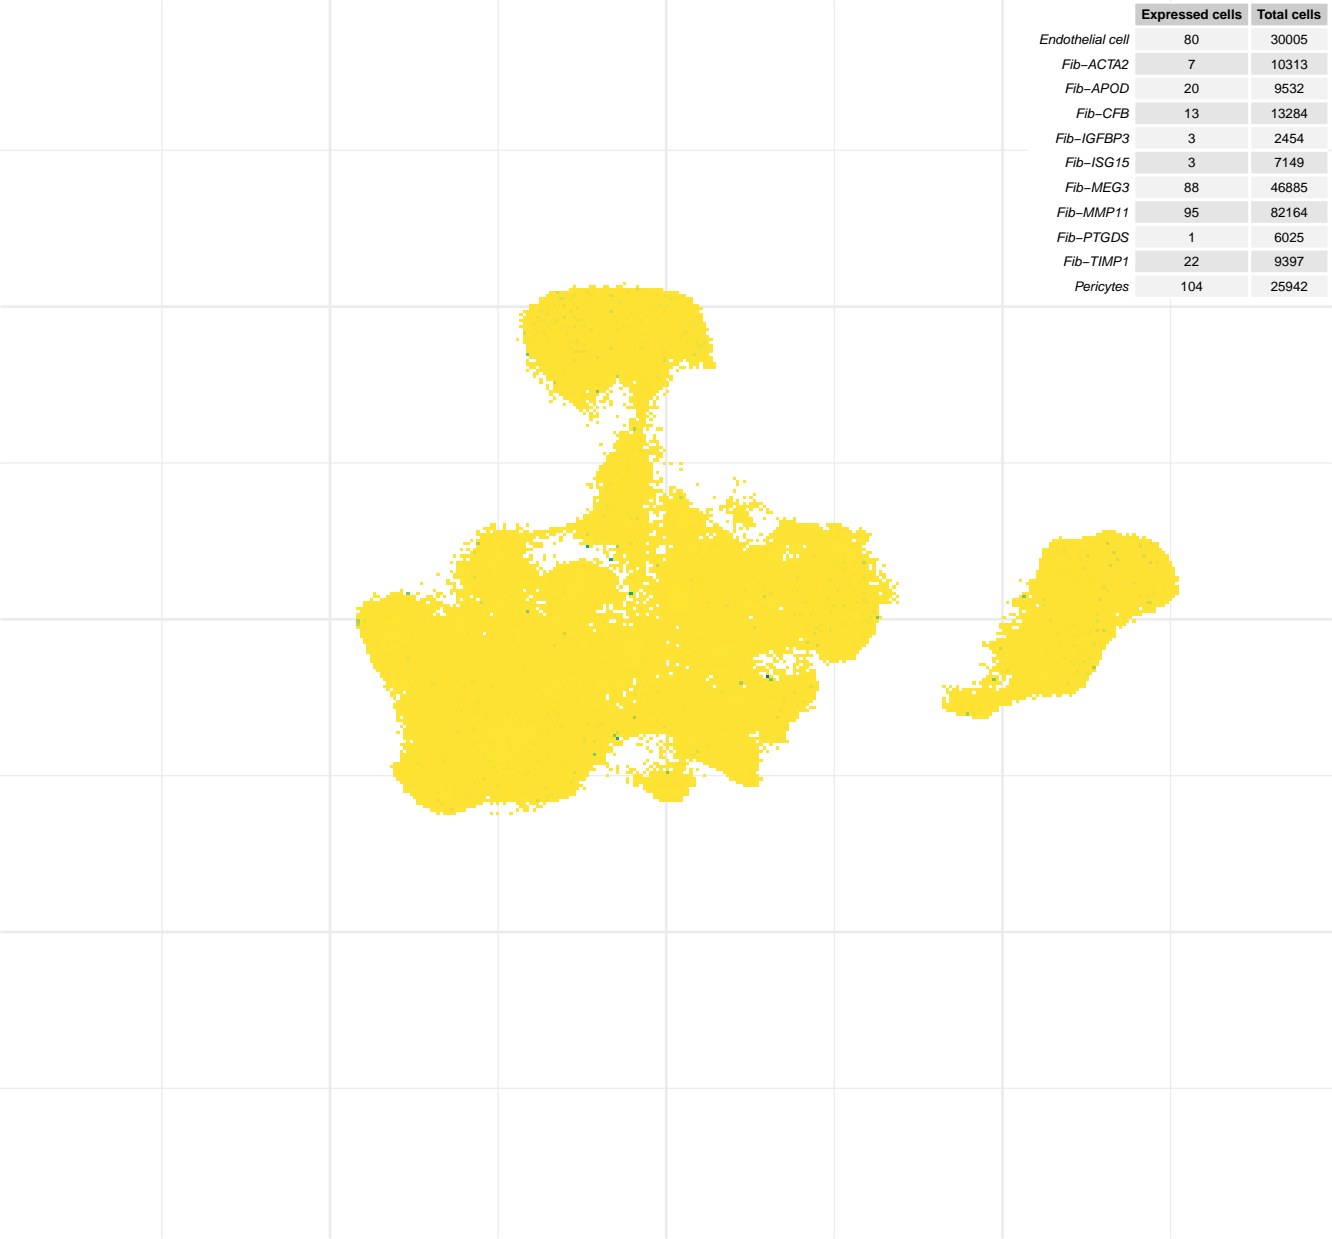 Expressed cells Total cells
Endothelial cell 80 30005
Fib−ACTA2 7 10313
Fib−APOD 20 9532
Fib−CFB 13 13284
Fib−IGFBP3 3 2454
Fib−ISG15 3 7149
Fib−MEG3 88 46885
Fib−MMP11 95 82164
Fib−PTGDS 1 6025
Fib−TIMP1 22 9397
Pericytes 104 25942